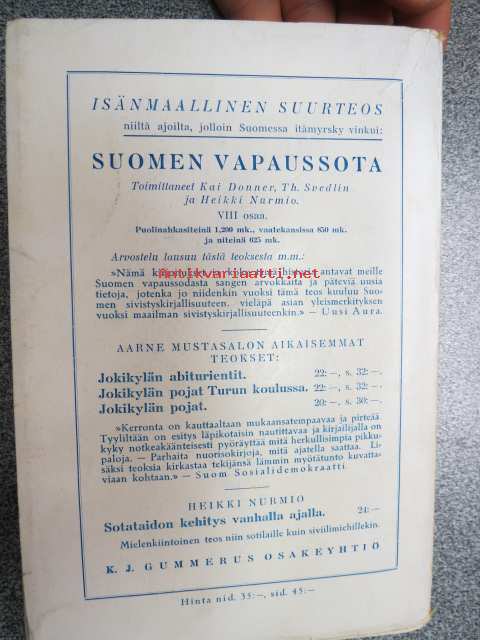 ISÄNMAALLINEN SUURTEOS
niiltä ajoilta, jolloin Suomessa itämyrsky vinkui:
SUOMEN VAPAUSSOTA
Toimittaneet Kai Donner, Th. Svedlin
ja Heikki Nurmio.
VIII osaa.
Puolinahkasiteinä 1,200 mk., vaatekansissa 850 mk.
ja niteinä 625 mk.
Arvostelu lausuu tästä teoksesta m.m.:
»Nämä antavat meille
Suomen vapaussodasta sangen arvokkaita ja päteviä uusia
tietoja, jotenka jo niidenkin vuoksi tämä teos kuuluu Suo-
men sivistyskirjallisuuteen, vieläpä asian yleismerkityksen
vuoksi maailman sivistyskirjallisuuteenkin.» — Uusi Aura.
antikvariaatti.net
AARNE MUSTASALON AIKAISEMMAT
TEOKSET:
Jokikylän abiturientit. 22: —, s. 32: —.
Jokikylän pojat Turun koulussa. 22: —, s. 32: —.
Jokikylän pojat. 20: —, s. 30: —.
»Kerronta on kauttaaltaan mukaansatempaavaa ja pirteää.
Tyyliltään on esitys läpikotaisin nautittavaa ja kirjailijalla on
kyky notkeakäänteisesti pyöräyttää mitä herkullisimpia pikku-
paloja. — Parhaita nuorisokirjoja, mitä ajatella saattaa. Li-
säksi teoksia kirkastaa tekijänsä lämmin myötätunto kuvatta-
viaan kohtaan.» — Suom Sosialidemokraatti.
HEIKKI NURMIO
Sotataidon kehitys vanhalla ajalla. 24: —
Mielenkiintoinen teos niin sotilaille kuin siviilimiehillekin.
K. J. GUMMERUS OSAKEYHTIÖ
Hinta nid. 35: —, sid. 45: —